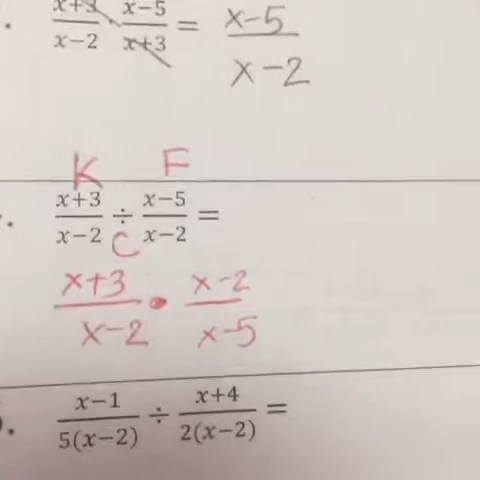 x+3/x-2 · x-5/x+3 = x-5/x-2
K F
x+3/x-2 ÷ x-5/x-2 =
C
x+3/x-2 • x-2/x-5
x-1/5(x-2) ÷ x+4/2(x-2) =